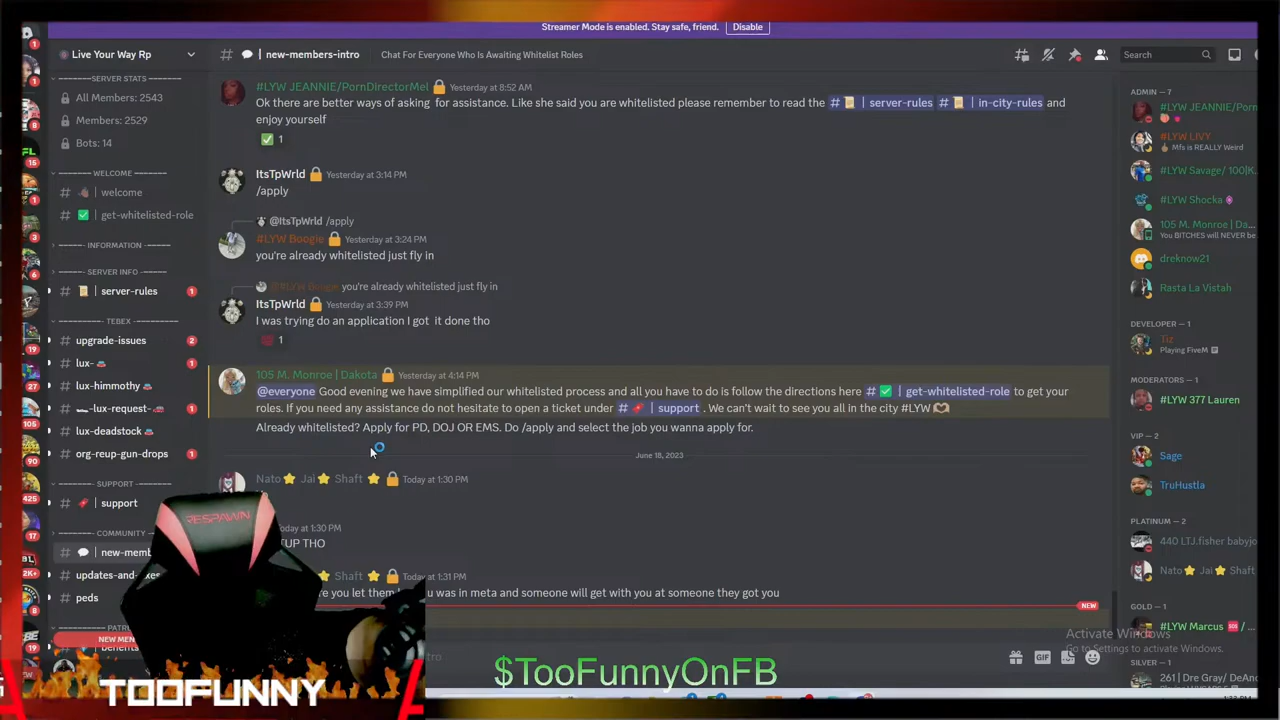 Streamer Mode is enabled. Stay safe, friend.
Disable
Live Your Way Rp
# | new-members-intro
Chat For Everyone Who Is Awaiting Whitelist Roles
Search
SERVER STATS
All Members: 2543
Members: 2529
Bots: 14
WELCOME
# | welcome
# | get-whitelisted-role
INFORMATION
SERVER INFO
# | server-rules 1
TEBEX
upgrade-issues 2
lux- 1
lux-himmothy
-lux-request-
lux-deadstock
org-reup-gun-drops 1
SUPPORT
# | support
COMMUNITY
# new-memb
updates-and-
peds
NEW MEN
#LYW JEANNIE/PornDirectorMel Yesterday at 8:52 AM
Ok there are better ways of asking for assistance. Like she said you are whitelisted please remember to read the # | server-rules # | in-city-rules and
enjoy yourself
1
ItsTpWrld Yesterday at 3:14 PM
/apply
@ItsTpWrld /apply
#LYW Boogie Yesterday at 3:24 PM
you're already whitelisted just fly in
#LYW Boogie you're already whitelisted just fly in
ItsTpWrld Yesterday at 3:39 PM
I was trying do an application I got it done tho
1
105 M. Monroe | Dakota Yesterday at 4:14 PM
@everyone Good evening we have simplified our whitelisted process and all you have to do is follow the directions here # | get-whitelisted-role to get your
roles. If you need any assistance do not hesitate to open a ticket under # | support . We can't wait to see you all in the city #LYW
Already whitelisted? Apply for PD, DOJ OR EMS. Do /apply and select the job you wanna apply for.
June 18, 2023
Nato Jai Shaft Today at 1:30 PM
Today at 1:30 PM
TUP THO
Shaft Today at 1:31 PM
you let them u was in meta and someone will get with you at someone they got you
NEW
GIF
ADMIN — 7
#LYW JEANNIE/Porn
#LYW LIVY
Mfs is REALLY Weird
#LYW Savage/ 100|K
#LYW Shocka
105 M. Monroe | Da...
You BITCHES will NEVER be
dreknow21
Rasta La Vistah
DEVELOPER — 1
Tiz
Playing FiveM
MODERATORS — 1
#LYW 377 Lauren
VIP — 2
Sage
TruHustla
PLATINUM — 2
440 LTJ.fisher babyjo
Nato Jai Shaft
GOLD — 1
#LYW Marcus /
SILVER — 1
261 | Dre Gray/ DeAn
Activate Windows
Go to Settings to activate Windows.
RESPAWN
TOOFUNNY
$TooFunnyOnFB